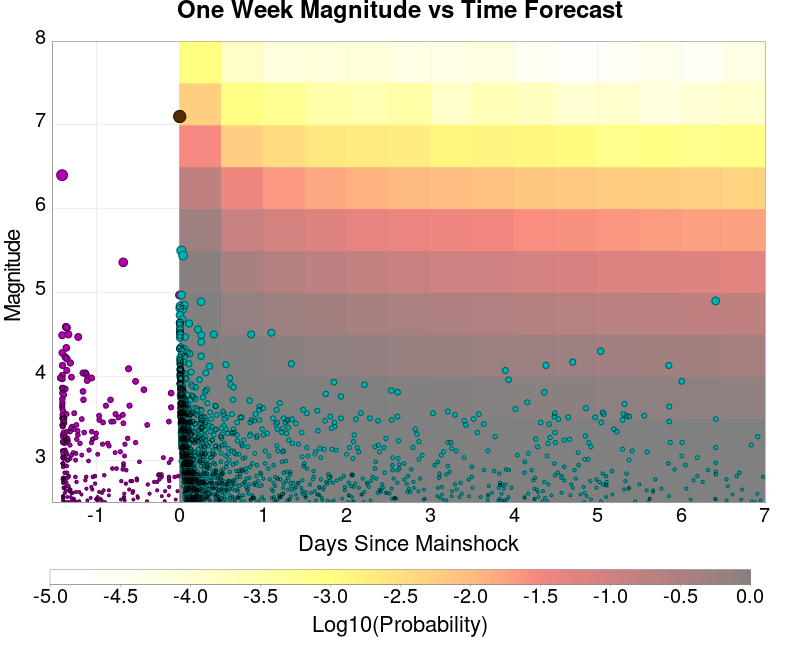 One Week Magnitude vs Time Forecast
8
7
6
5
4
3
Magnitude
-1 0 1 2 3 4 5 6 7
Days Since Mainshock
-5.0 -4.5 -4.0 -3.5 -3.0 -2.5 -2.0 -1.5 -1.0 -0.5 0.0
Log10(Probability)